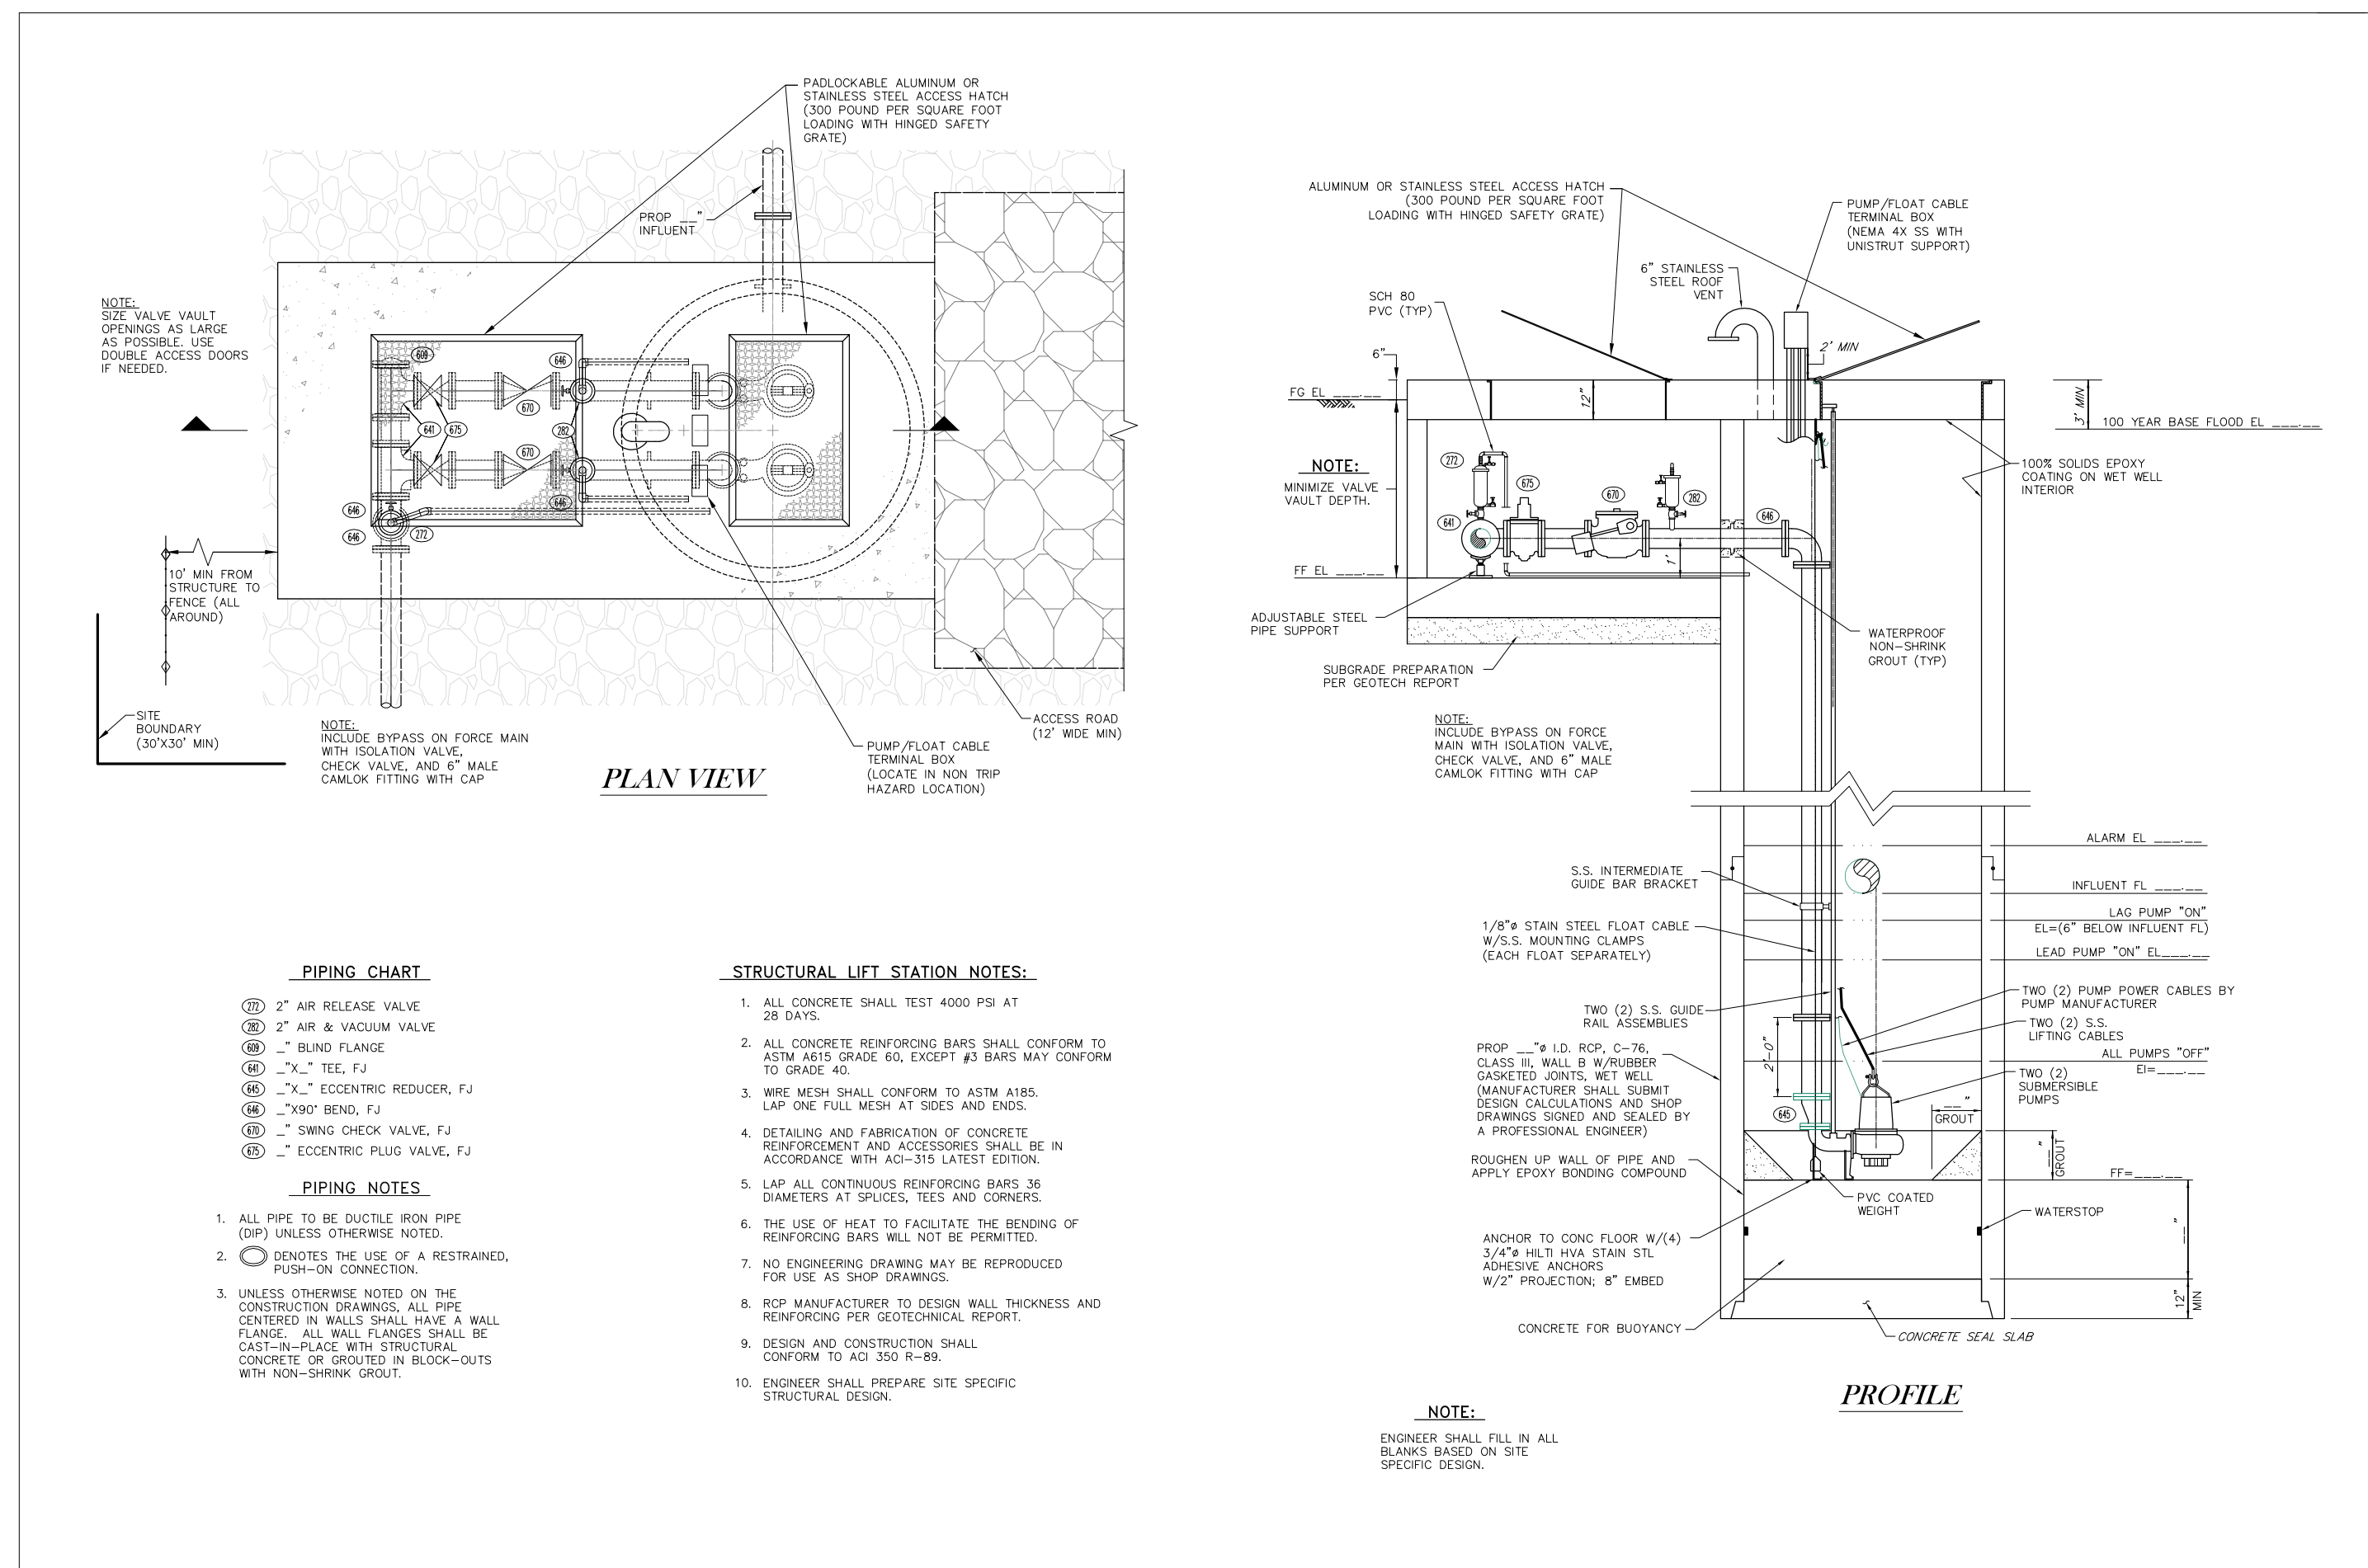 PADLOCKABLE ALUMINUM OR
STAINLESS STEEL ACCESS HATCH
(300 POUND PER SQUARE FOOT
LOADING WITH HINGED SAFETY
GRATE)
PROP __"
INFLUENT
NOTE:
SIZE VALVE VAULT
OPENINGS AS LARGE
AS POSSIBLE. USE
DOUBLE ACCESS DOORS
IF NEEDED.
609
646
670
641
675
282
670
646
646
646
272
10' MIN FROM
STRUCTURE TO
FENCE (ALL
AROUND)
SITE
BOUNDARY
(30'X30' MIN)
NOTE:
INCLUDE BYPASS ON FORCE MAIN
WITH ISOLATION VALVE,
CHECK VALVE, AND 6" MALE
CAMLOK FITTING WITH CAP
PLAN VIEW
PUMP/FLOAT CABLE
TERMINAL BOX
(LOCATE IN NON TRIP
HAZARD LOCATION)
ACCESS ROAD
(12' WIDE MIN)
PIPING CHART
272 2" AIR RELEASE VALVE
282 2" AIR & VACUUM VALVE
609 _" BLIND FLANGE
641 _"X_" TEE, FJ
645 _"X_" ECCENTRIC REDUCER, FJ
646 _"X90° BEND, FJ
670 _" SWING CHECK VALVE, FJ
675 _" ECCENTRIC PLUG VALVE, FJ
PIPING NOTES
1. ALL PIPE TO BE DUCTILE IRON PIPE
(DIP) UNLESS OTHERWISE NOTED.
2. DENOTES THE USE OF A RESTRAINED,
PUSH-ON CONNECTION.
3. UNLESS OTHERWISE NOTED ON THE
CONSTRUCTION DRAWINGS, ALL PIPE
CENTERED IN WALLS SHALL HAVE A WALL
FLANGE. ALL WALL FLANGES SHALL BE
CAST-IN-PLACE WITH STRUCTURAL
CONCRETE OR GROUTED IN BLOCK-OUTS
WITH NON-SHRINK GROUT.
STRUCTURAL LIFT STATION NOTES:
1. ALL CONCRETE SHALL TEST 4000 PSI AT
28 DAYS.
2. ALL CONCRETE REINFORCING BARS SHALL CONFORM TO
ASTM A615 GRADE 60, EXCEPT #3 BARS MAY CONFORM
TO GRADE 40.
3. WIRE MESH SHALL CONFORM TO ASTM A185.
LAP ONE FULL MESH AT SIDES AND ENDS.
4. DETAILING AND FABRICATION OF CONCRETE
REINFORCEMENT AND ACCESSORIES SHALL BE IN
ACCORDANCE WITH ACI-315 LATEST EDITION.
5. LAP ALL CONTINUOUS REINFORCING BARS 36
DIAMETERS AT SPLICES, TEES AND CORNERS.
6. THE USE OF HEAT TO FACILITATE THE BENDING OF
REINFORCING BARS WILL NOT BE PERMITTED.
7. NO ENGINEERING DRAWING MAY BE REPRODUCED
FOR USE AS SHOP DRAWINGS.
8. RCP MANUFACTURER TO DESIGN WALL THICKNESS AND
REINFORCING PER GEOTECHNICAL REPORT.
9. DESIGN AND CONSTRUCTION SHALL
CONFORM TO ACI 350 R-89.
10. ENGINEER SHALL PREPARE SITE SPECIFIC
STRUCTURAL DESIGN.
ALUMINUM OR STAINLESS STEEL ACCESS HATCH
(300 POUND PER SQUARE FOOT
LOADING WITH HINGED SAFETY GRATE)
PUMP/FLOAT CABLE
TERMINAL BOX
(NEMA 4X SS WITH
UNISTRUT SUPPORT)
6" STAINLESS
STEEL ROOF
VENT
SCH 80
PVC (TYP)
2' MIN
6"
FG EL ___.__
12"
3' MIN
100 YEAR BASE FLOOD EL ___.__
NOTE:
MINIMIZE VALVE
VAULT DEPTH.
272
675
670
282
641
646
1'
100% SOLIDS EPOXY
COATING ON WET WELL
INTERIOR
FF EL ___.__
ADJUSTABLE STEEL
PIPE SUPPORT
WATERPROOF
NON-SHRINK
GROUT (TYP)
SUBGRADE PREPARATION
PER GEOTECH REPORT
NOTE:
INCLUDE BYPASS ON FORCE
MAIN WITH ISOLATION VALVE,
CHECK VALVE, AND 6" MALE
CAMLOK FITTING WITH CAP
ALARM EL ___.__
S.S. INTERMEDIATE
GUIDE BAR BRACKET
INFLUENT FL ___.__
LAG PUMP "ON"
EL=(6" BELOW INFLUENT FL)
1/8"ø STAIN STEEL FLOAT CABLE
W/S.S. MOUNTING CLAMPS
(EACH FLOAT SEPARATELY)
LEAD PUMP "ON" EL___.__
TWO (2) PUMP POWER CABLES BY
PUMP MANUFACTURER
TWO (2) S.S. GUIDE
RAIL ASSEMBLIES
TWO (2) S.S.
LIFTING CABLES
2'-0"
PROP __"ø I.D. RCP, C-76,
CLASS III, WALL B W/RUBBER
GASKETED JOINTS, WET WELL
(MANUFACTURER SHALL SUBMIT
DESIGN CALCULATIONS AND SHOP
DRAWINGS SIGNED AND SEALED BY
A PROFESSIONAL ENGINEER)
ALL PUMPS "OFF"
El=___.__
TWO (2)
SUBMERSIBLE
PUMPS
645
__"
GROUT
__"
GROUT
ROUGHEN UP WALL OF PIPE AND
APPLY EPOXY BONDING COMPOUND
FF=___.__
PVC COATED
WEIGHT
WATERSTOP
ANCHOR TO CONC FLOOR W/(4)
3/4"ø HILTI HVA STAIN STL
ADHESIVE ANCHORS
W/2" PROJECTION; 8" EMBED
__"
12"
MIN
CONCRETE FOR BUOYANCY
CONCRETE SEAL SLAB
PROFILE
NOTE:
ENGINEER SHALL FILL IN ALL
BLANKS BASED ON SITE
SPECIFIC DESIGN.